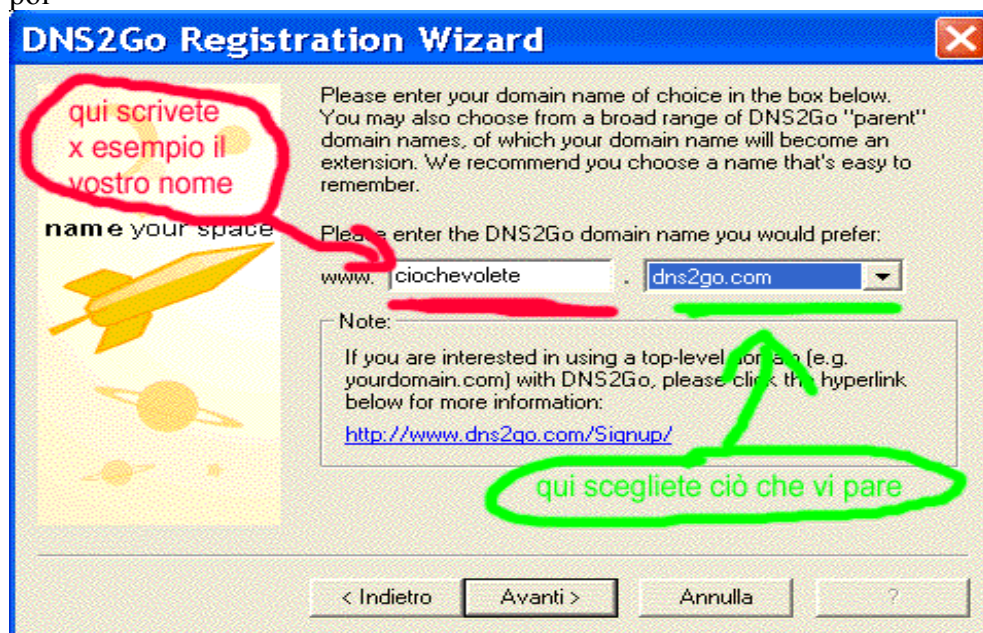 poi
DNS2Go Registration Wizard
qui scrivete
x esempio il
vostro nome
name your space
Please enter your domain name of choice in the box below.
You may also choose from a broad range of DNS2Go "parent"
domain names, of which your domain name will become an
extension. We recommend you choose a name that's easy to
remember.
Please enter the DNS2Go domain name you would prefer:
www. ciochevolete . dns2go.com
Note:
If you are interested in using a top-level domain (e.g.
yourdomain.com) with DNS2Go, please click the hyperlink
below for more information:
http://www.dns2go.com/Signup/
qui scegliete ciò che vi pare
< Indietro Avanti > Annulla ?